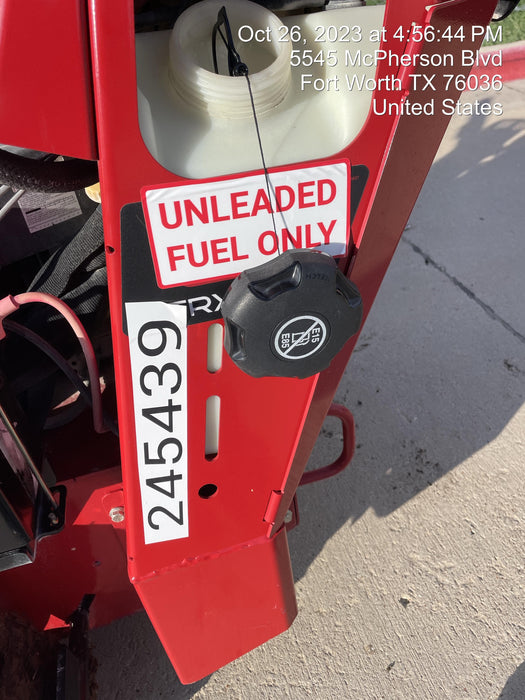 Oct 26, 2023 at 4:56:44 PM
5545 McPherson Blvd
Fort Worth TX 76036
United States
UNLEADED
FUEL ONLY
RX
245439
E15
E85